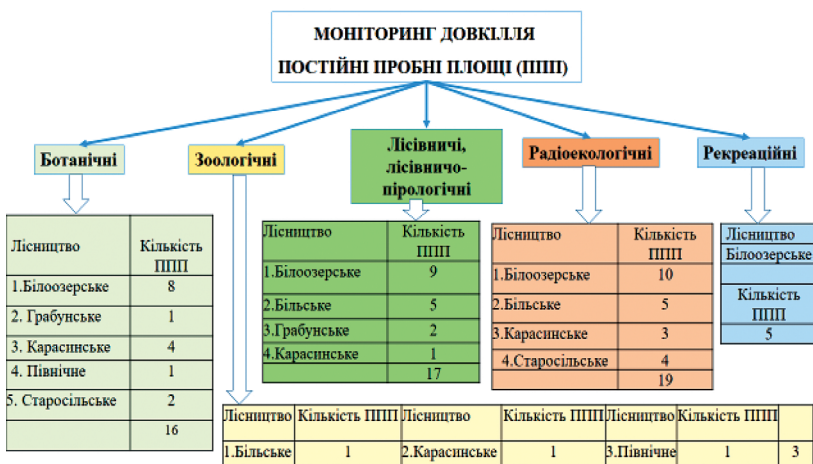 МОНІТОРИНГ ДОВКІЛЛЯ
ПОСТІЙНІ ПРОБНІ ПЛОЩІ (ППП)
Ботанічні
Зоологічні
Лісівничі,
лісівничо-
пірологічні
Радіоекологічні
Рекреаційні
Лісництво Кількість
ППП
1.Білоозерське 8
2. Грабунське 1
3. Карасинське 4
4. Північне 1
5. Старосільське 2
16
Лісництво Кількість
ППП
1.Білоозерське 9
2.Більське 5
3.Грабунське 2
4.Карасинське 1
17
Лісництво Кількість
ППП
1.Білоозерське 10
2.Більське 5
3.Карасинське 3
4.Старосільське 4
19
Лісництво
Білоозерське
Кількість
ППП
5
Лісництво Кількість ППП Лісництво Кількість ППП Лісництво Кількість ППП
1.Більське 1 2.Карасинське 1 3.Північне 1 3